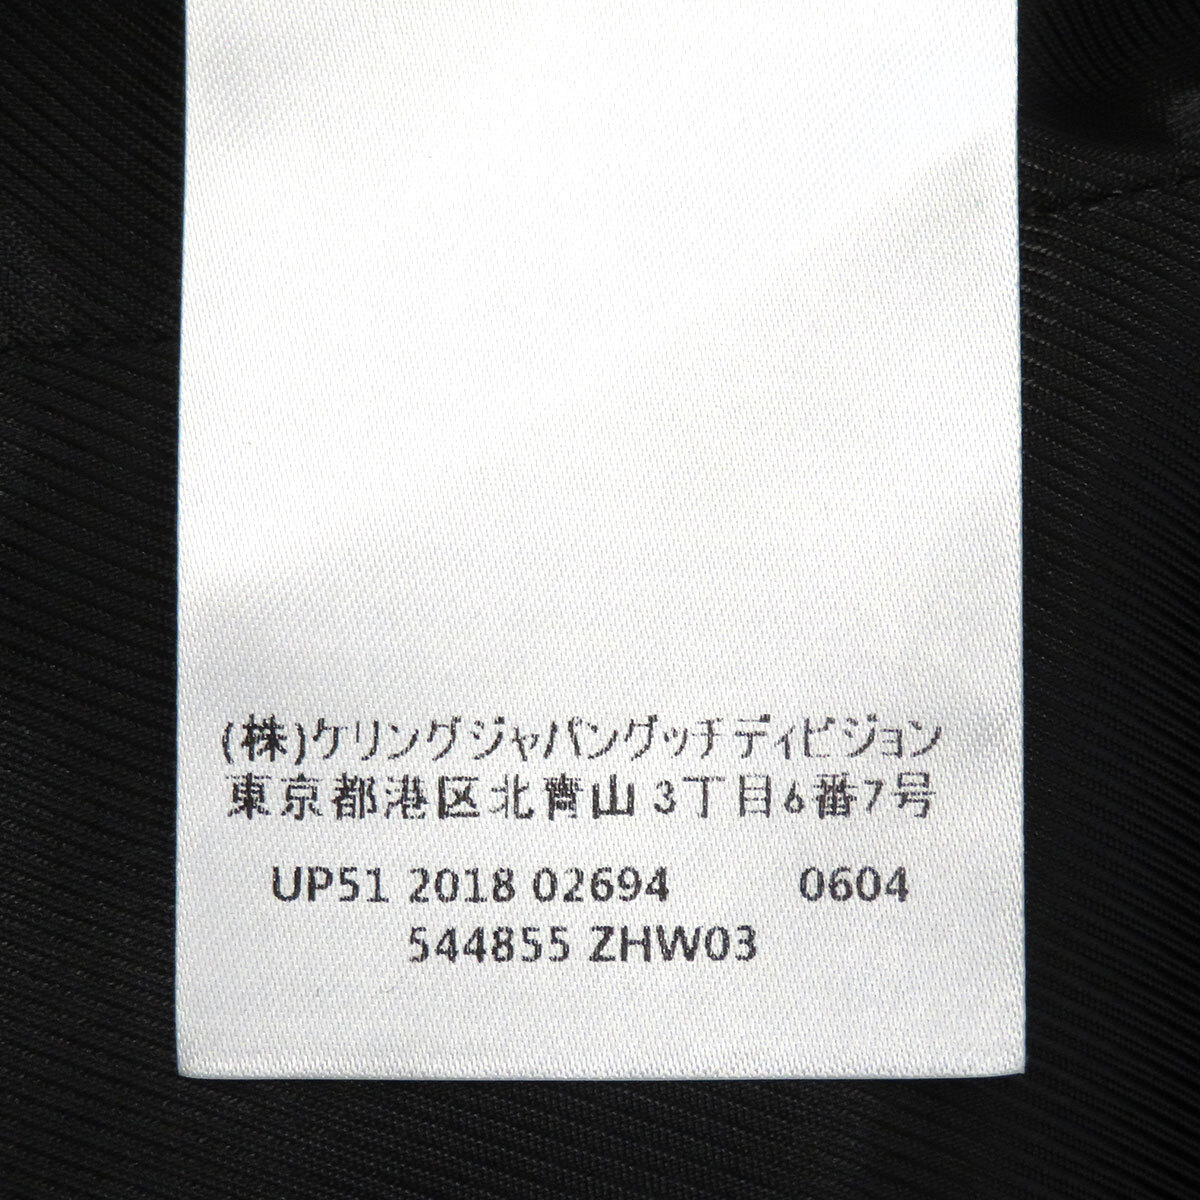 (株)ケリングジャパングッチディビジョン
東京都港区北青山3丁目6番7号
UP51 2018 02694 0604
544855 ZHW03